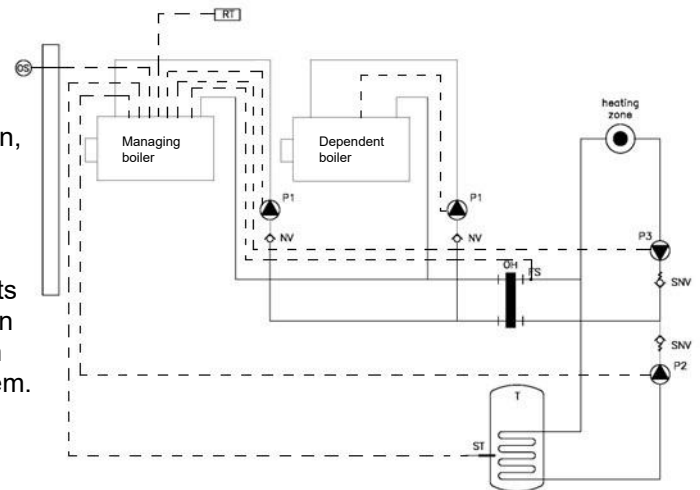 RT
OS
heating
zone
n,
Managing
boiler
Dependent
boiler
P1
P1
P3
NV
NV
OH
FS
ts
SNV
n
SNV
P2
em.
T
ST